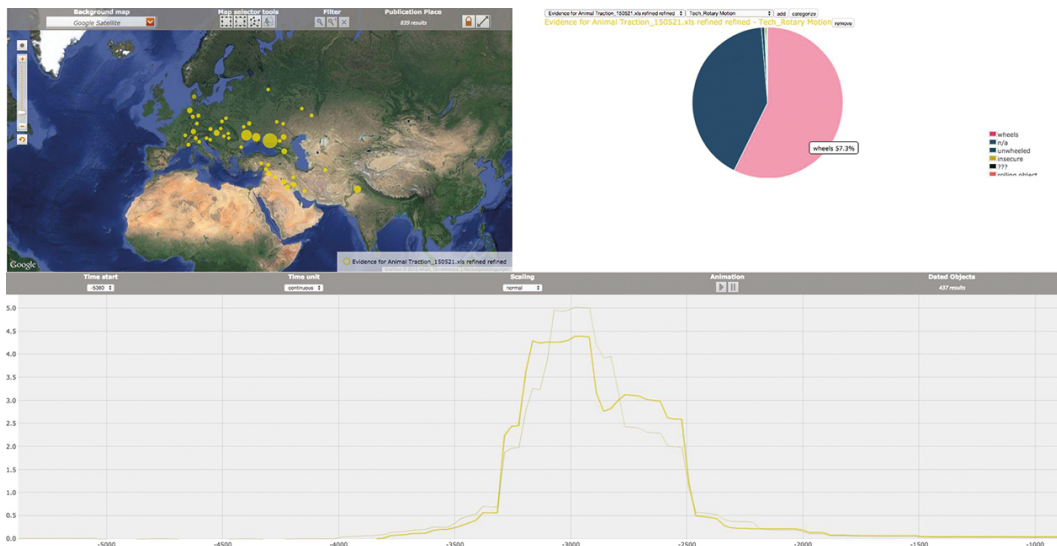 Background map
Google Satellite
Map selector tools
Filter
Publication Place
839 results
Google
Evidence for Animal Traction_150521.xls refined refined
Evidence for Animal Traction_150521.xls refined refined
Tech_Rotary Motion
add
categorize
Evidence for Animal Traction_150521.xls refined refined - Tech_Rotary Motion
remove
wheels 57.3%
wheels
n/a
unwheeled
insecure
???
rolling object
Time start
Time unit
Scaling
Animation
Dated Objects
-5380
continuous
normal
437 results
5.0
4.5
4.0
3.5
3.0
2.5
2.0
1.5
1.0
0.5
0.0
-5000
-4500
-4000
-3500
-3000
-2500
-2000
-1500
-1000